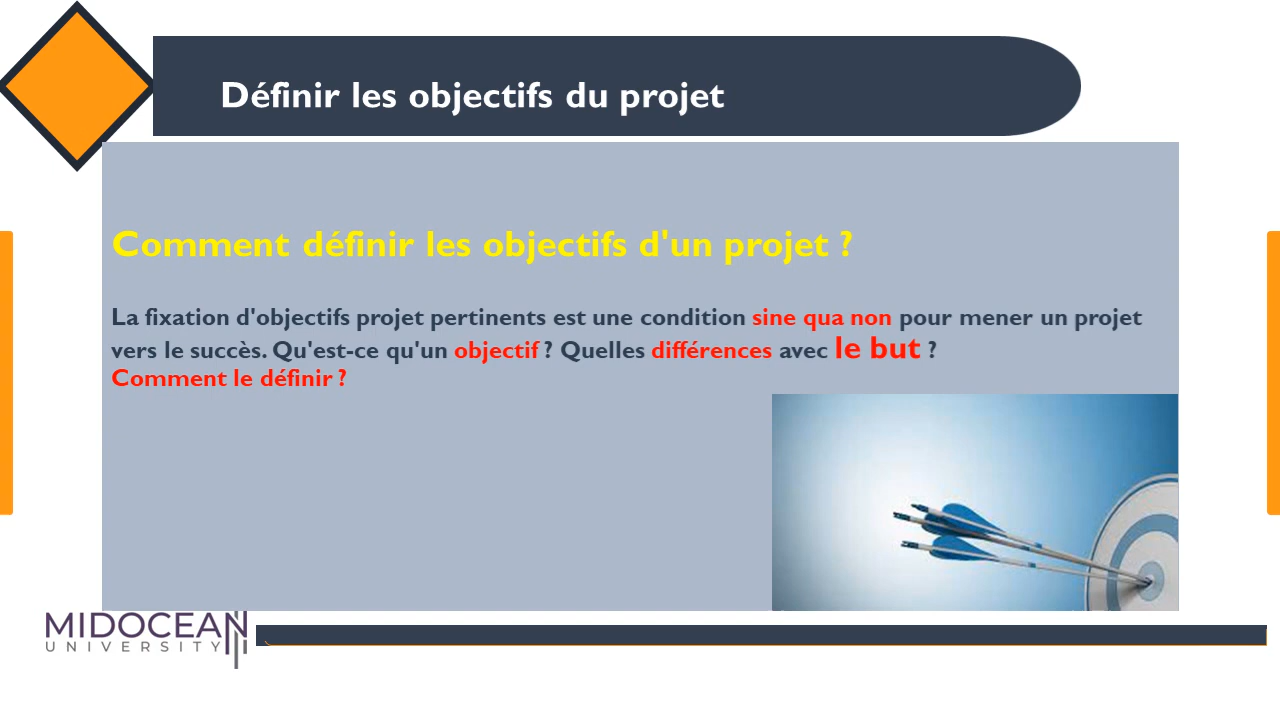 Définir les objectifs du projet
Comment définir les objectifs d'un projet ?
La fixation d'objectifs projet pertinents est une condition sine qua non pour mener un projet
vers le succès. Qu'est-ce qu'un objectif ? Quelles différences avec le but ?
Comment le définir ?
MIDOCEAN
UNIVERSITY